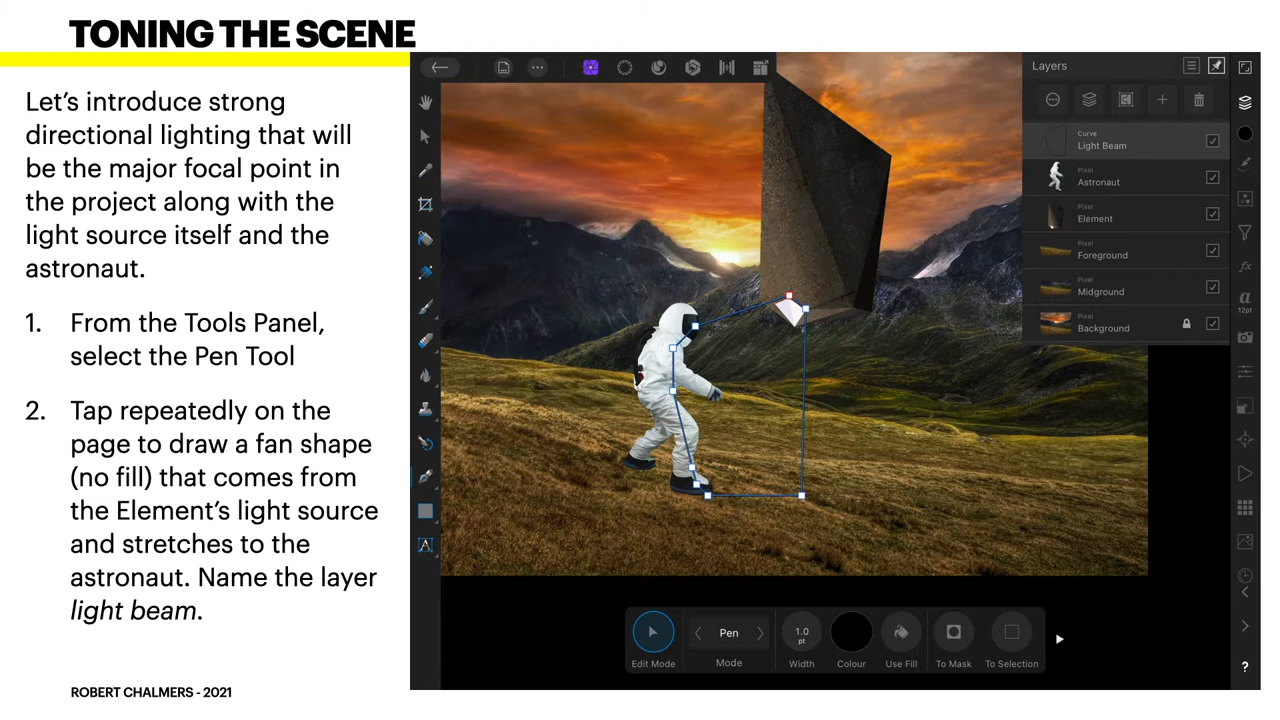 TONING THE SCENE
Let’s introduce strong
directional lighting that will
be the major focal point in
the project along with the
light source itself and the
astronaut.
1. From the Tools Panel,
select the Pen Tool
2. Tap repeatedly on the
page to draw a fan shape
(no fill) that comes from
the Element’s light source
and stretches to the
astronaut. Name the layer
light beam.
ROBERT CHALMERS - 2021
Layers
Curve
Light Beam
Pixel
Astronaut
Pixel
Element
Pixel
Foreground
Pixel
Midground
Pixel
Background
a
12pt
fx
A
?
1.0
pt
Pen
Edit Mode
Mode
Width
Colour
Use Fill
To Mask
To Selection